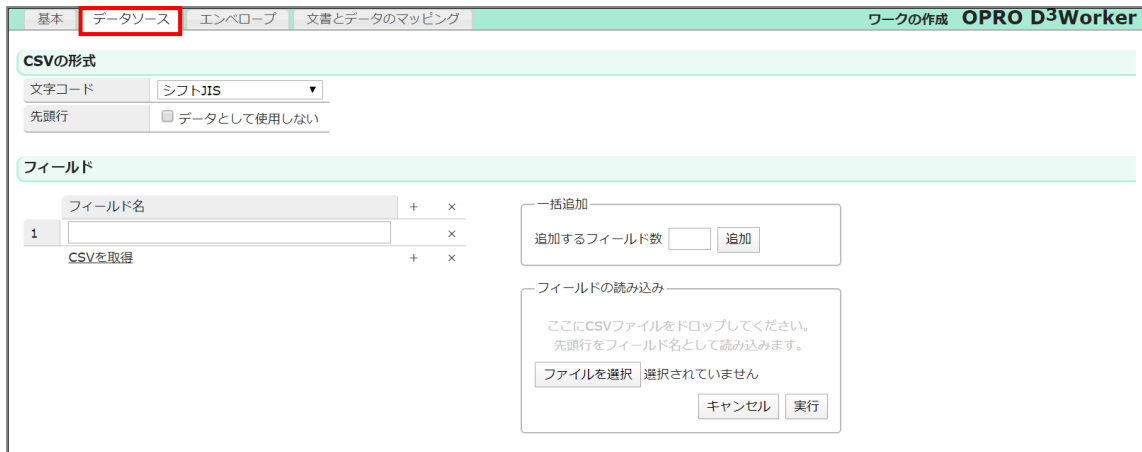 基本 データソース エンベロープ 文書とデータのマッピング ワークの作成 OPRO D3Worker
CSVの形式
文字コード シフトJIS ▼
先頭行 データとして使用しない
フィールド
フィールド名 + ×
1 ×
CSVを取得 + ×
一括追加
追加するフィールド数 追加
フィールドの読み込み
ここにCSVファイルをドロップしてください。
先頭行をフィールド名として読み込みます。
ファイルを選択 選択されていません
キャンセル 実行